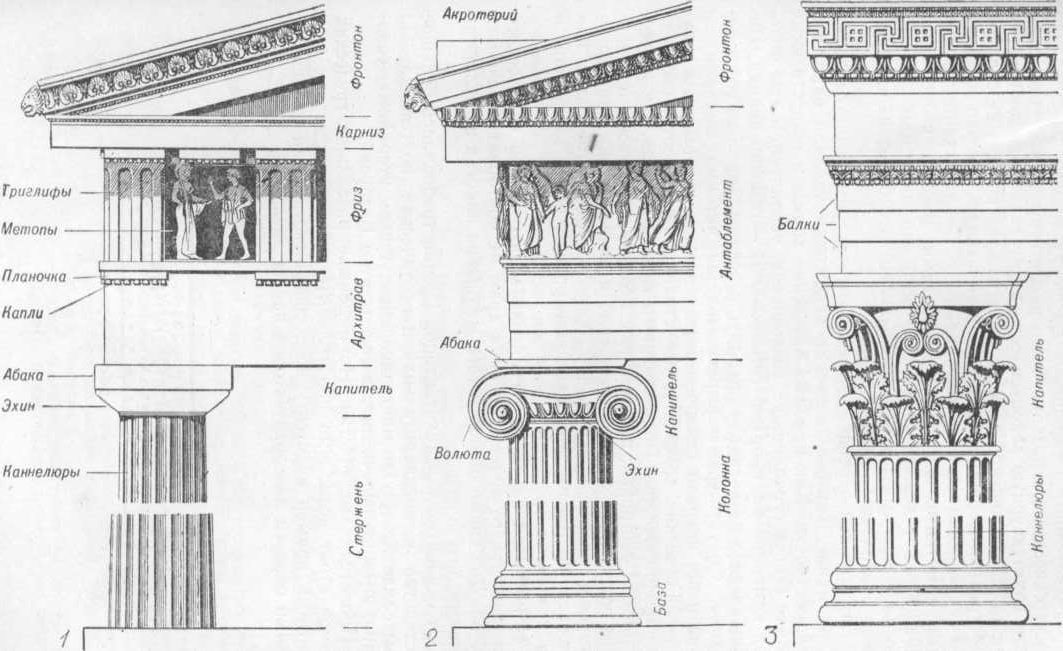 Фронтон
Карниз
Триглифы
Метопы
Фриз
Планочка
Капли
Архитрав
Абака
Эхин
Капитель
Каннелюры
Стержень
1
Акротерий
Фронтон
Антаблемент
Абака
Капитель
Волюта
Эхин
Колонна
База
2
Балки
Капитель
Каннелюры
3